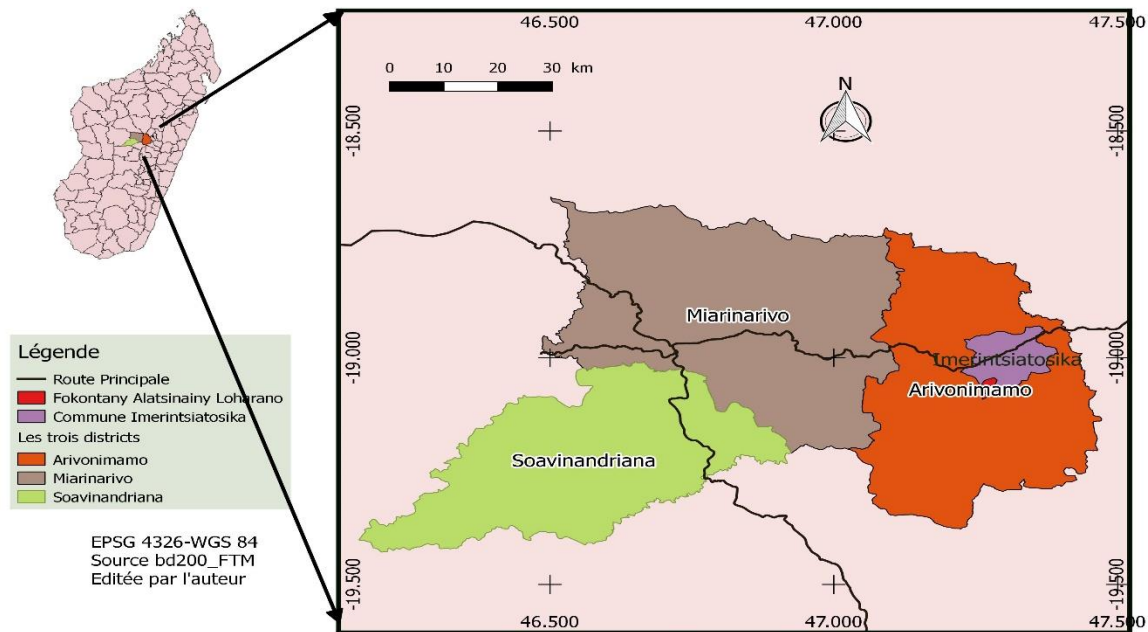 46.500
47.000
47.500
0 10 20 30 km
N
-18.500
-18.500
Miarinarivo
-19.000
Imerintsiatosika
-19.000
Arivonimamo
Soavinandriana
-19.500
-19.500
46.500
47.000
47.500
Légende
Route Principale
Fokontany Alatsinainy Loharano
Commune Imerintsiatosika
Les trois districts
Arivonimamo
Miarinarivo
Soavinandriana
EPSG 4326-WGS 84
Source bd200_FTM
Editée par l'auteur